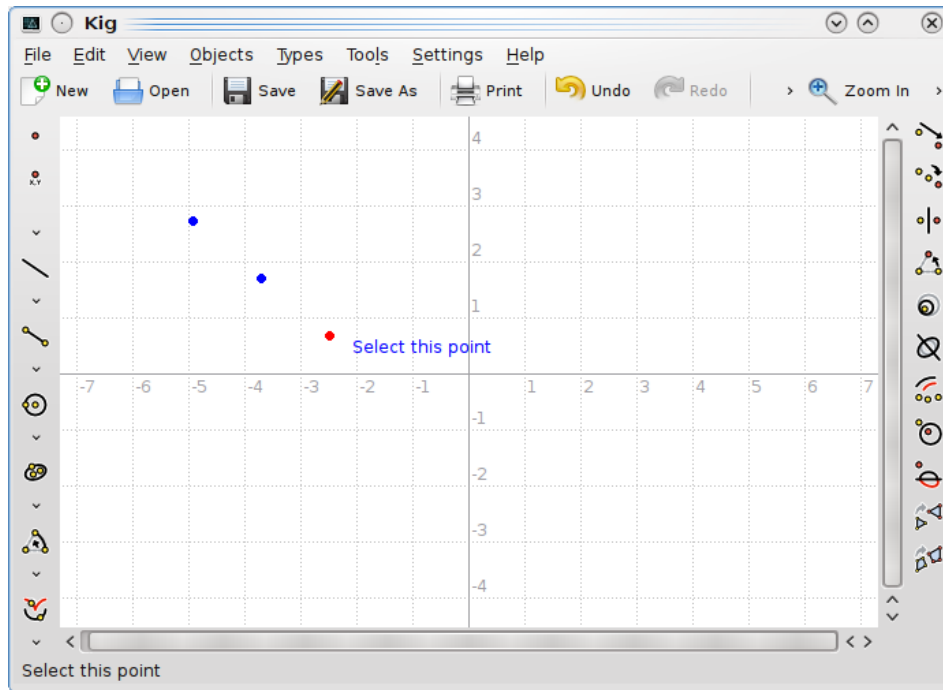 Kig
File Edit View Objects Types Tools Settings Help
New Open Save Save As Print Undo Redo Zoom In
X,Y
4
3
2
1
Select this point
-7 -6 -5 -4 -3 -2 -1 1 2 3 4 5 6 7
-1
-2
-3
-4
Select this point